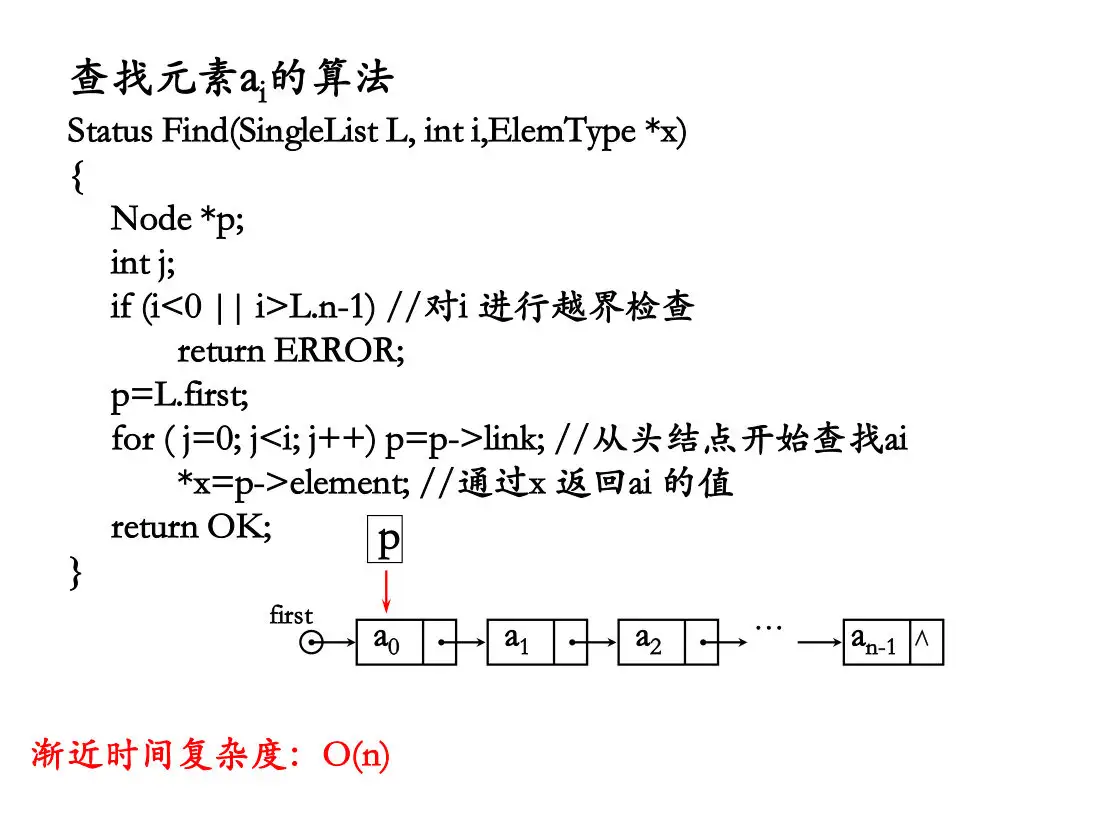 查找元素ai的算法
Status Find(SingleList L, int i,ElemType *x)
{
Node *p;
int j;
if (i<0 || i>L.n-1) //对i 进行越界检查
return ERROR;
p=L.first;
for ( j=0; j<i; j++) p=p->link; //从头结点开始查找ai
*x=p->element; //通过x 返回ai 的值
return OK;
}
p
first
a0 a1 a2 … an-1 ∧
渐近时间复杂度：O(n)